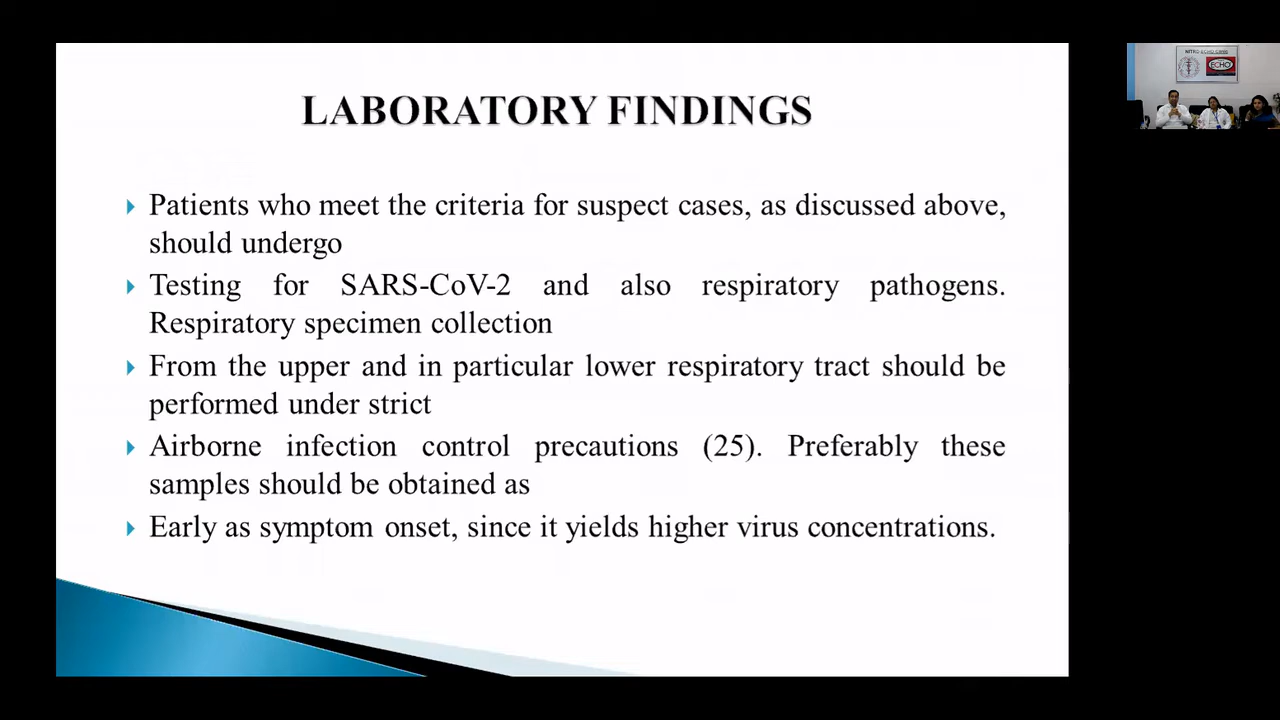 LABORATORY FINDINGS
Patients who meet the criteria for suspect cases, as discussed above,
should undergo
Testing for SARS-CoV-2 and also respiratory pathogens.
Respiratory specimen collection
From the upper and in particular lower respiratory tract should be
performed under strict
Airborne infection control precautions (25). Preferably these
samples should be obtained as
Early as symptom onset, since it yields higher virus concentrations.
ECHO